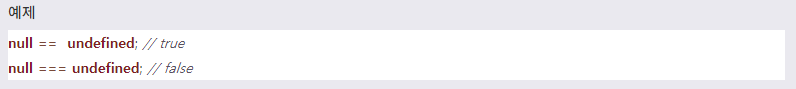 예제
null == undefined; // true
null === undefined; // false